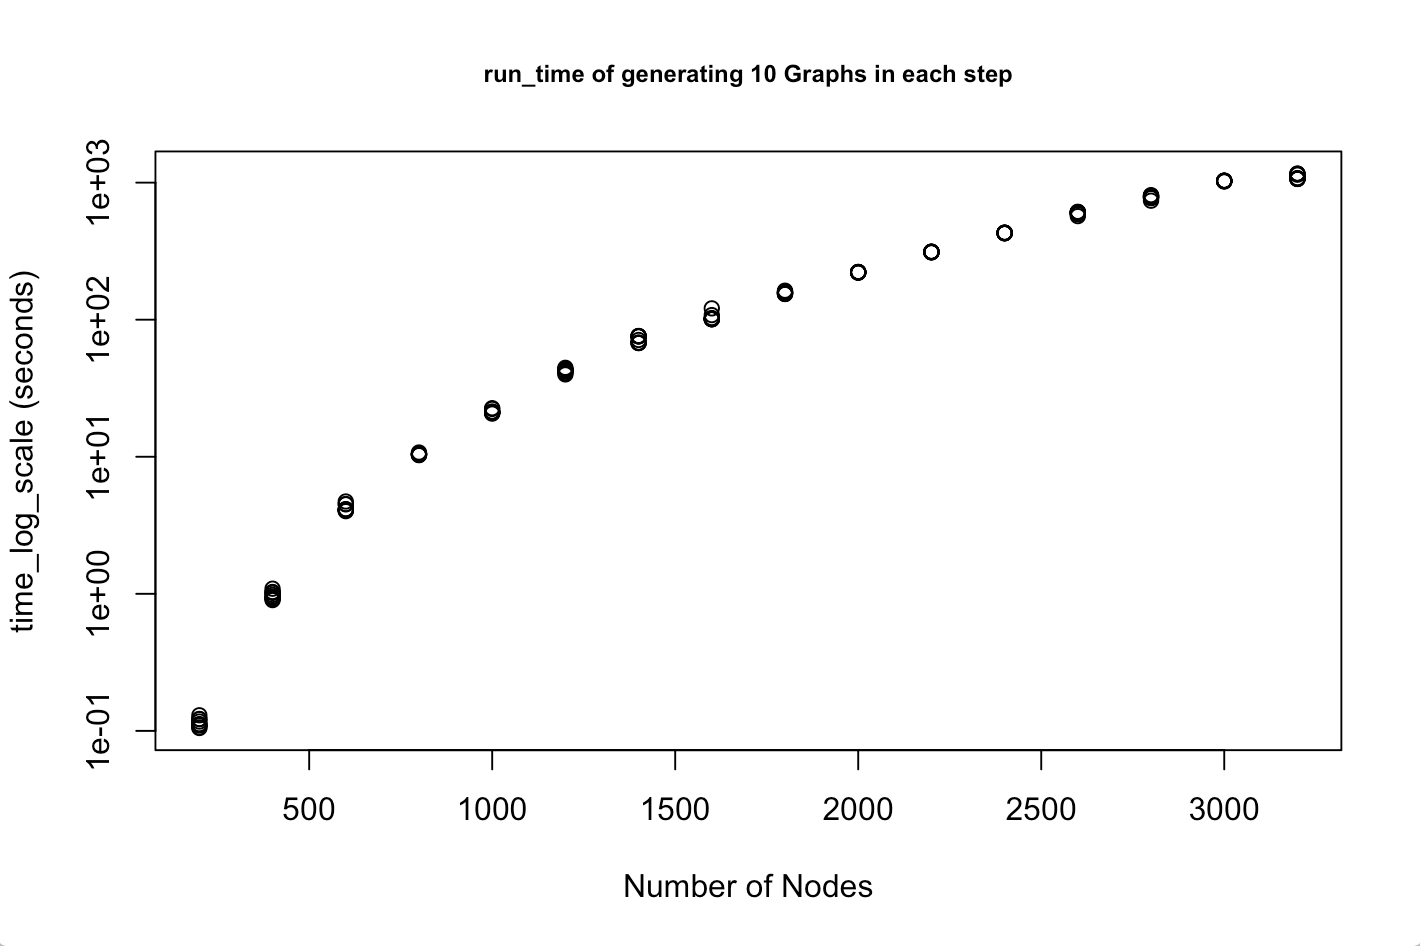 run_time of generating 10 Graphs in each step
time_log_scale (seconds)
1e+03
1e+02
1e+01
1e+00
1e-01
500 1000 1500 2000 2500 3000
Number of Nodes